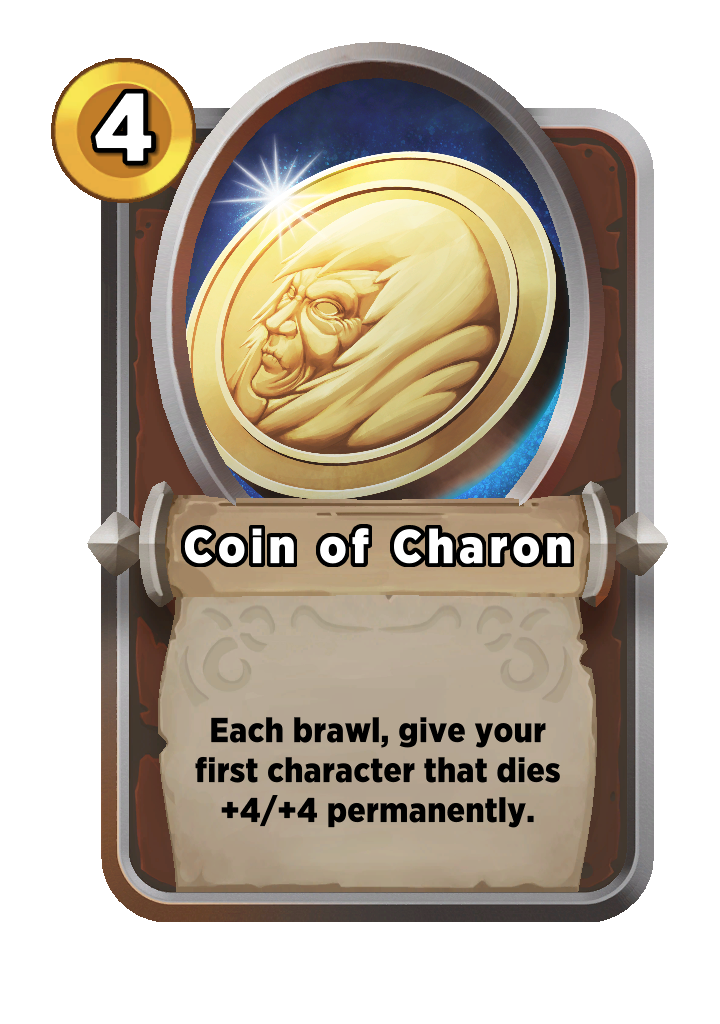 4
Coin of Charon
Each brawl, give your
first character that dies
+4/+4 permanently.